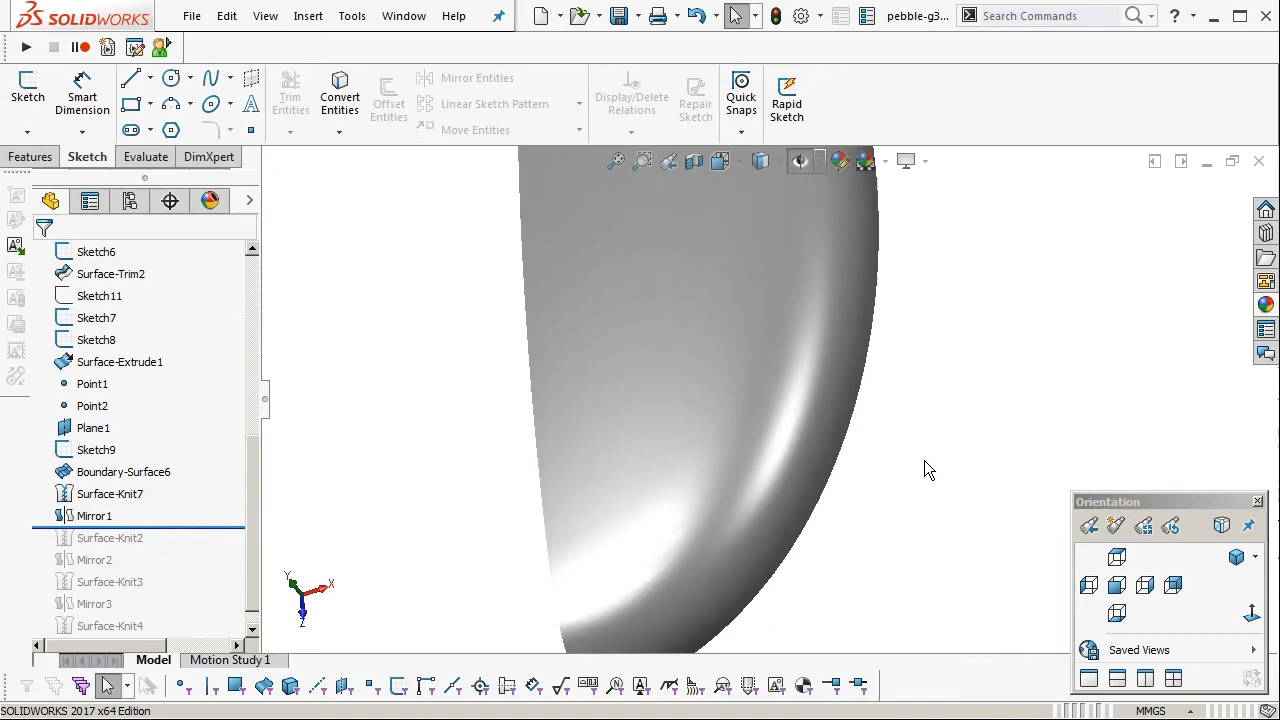 SOLIDWORKS File Edit View Insert Tools Window Help pebble-g3... Search Commands
Sketch Smart Dimension Trim Entities Convert Entities Offset Entities Mirror Entities Linear Sketch Pattern Move Entities Display/Delete Relations Repair Sketch Quick Snaps Rapid Sketch
Features Sketch Evaluate DimXpert
Sketch6
Surface-Trim2
Sketch11
Sketch7
Sketch8
Surface-Extrude1
Point1
Point2
Plane1
Sketch9
Boundary-Surface6
Surface-Knit7
Mirror1
Surface-Knit2
Mirror2
Surface-Knit3
Mirror3
Surface-Knit4
Y X
Z
Orientation
Saved Views
Model Motion Study 1
SOLIDWORKS 2017 x64 Edition MMGS